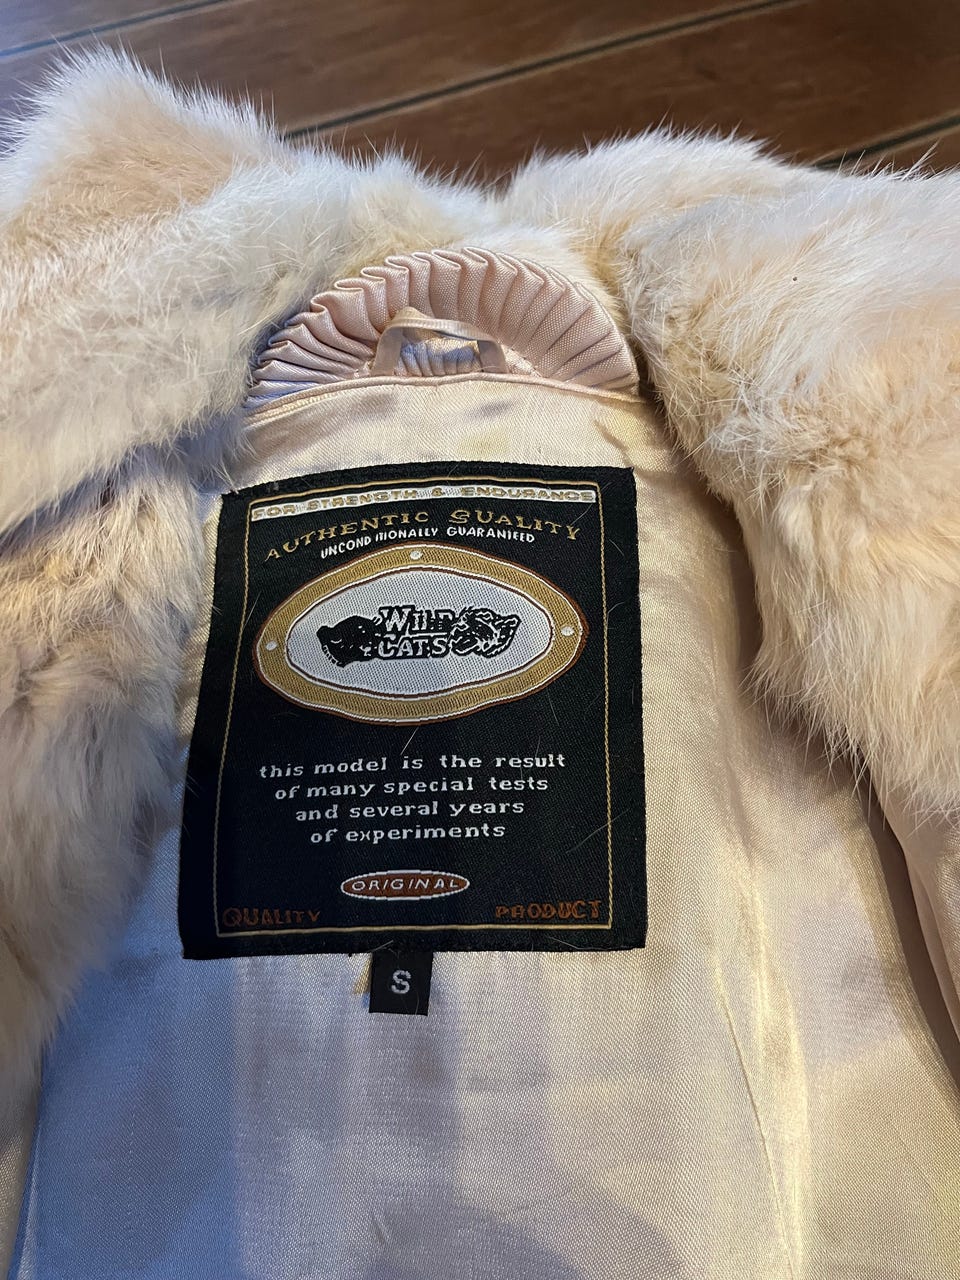 FOR STRENGTH & ENDURANCE
AUTHENTIC QUALITY
UNCONDITIONALLY GUARANTEED
WILD
CATS
this model is the result
of many special tests
and several years
of experiments
ORIGINAL
QUALITY PRODUCT
S